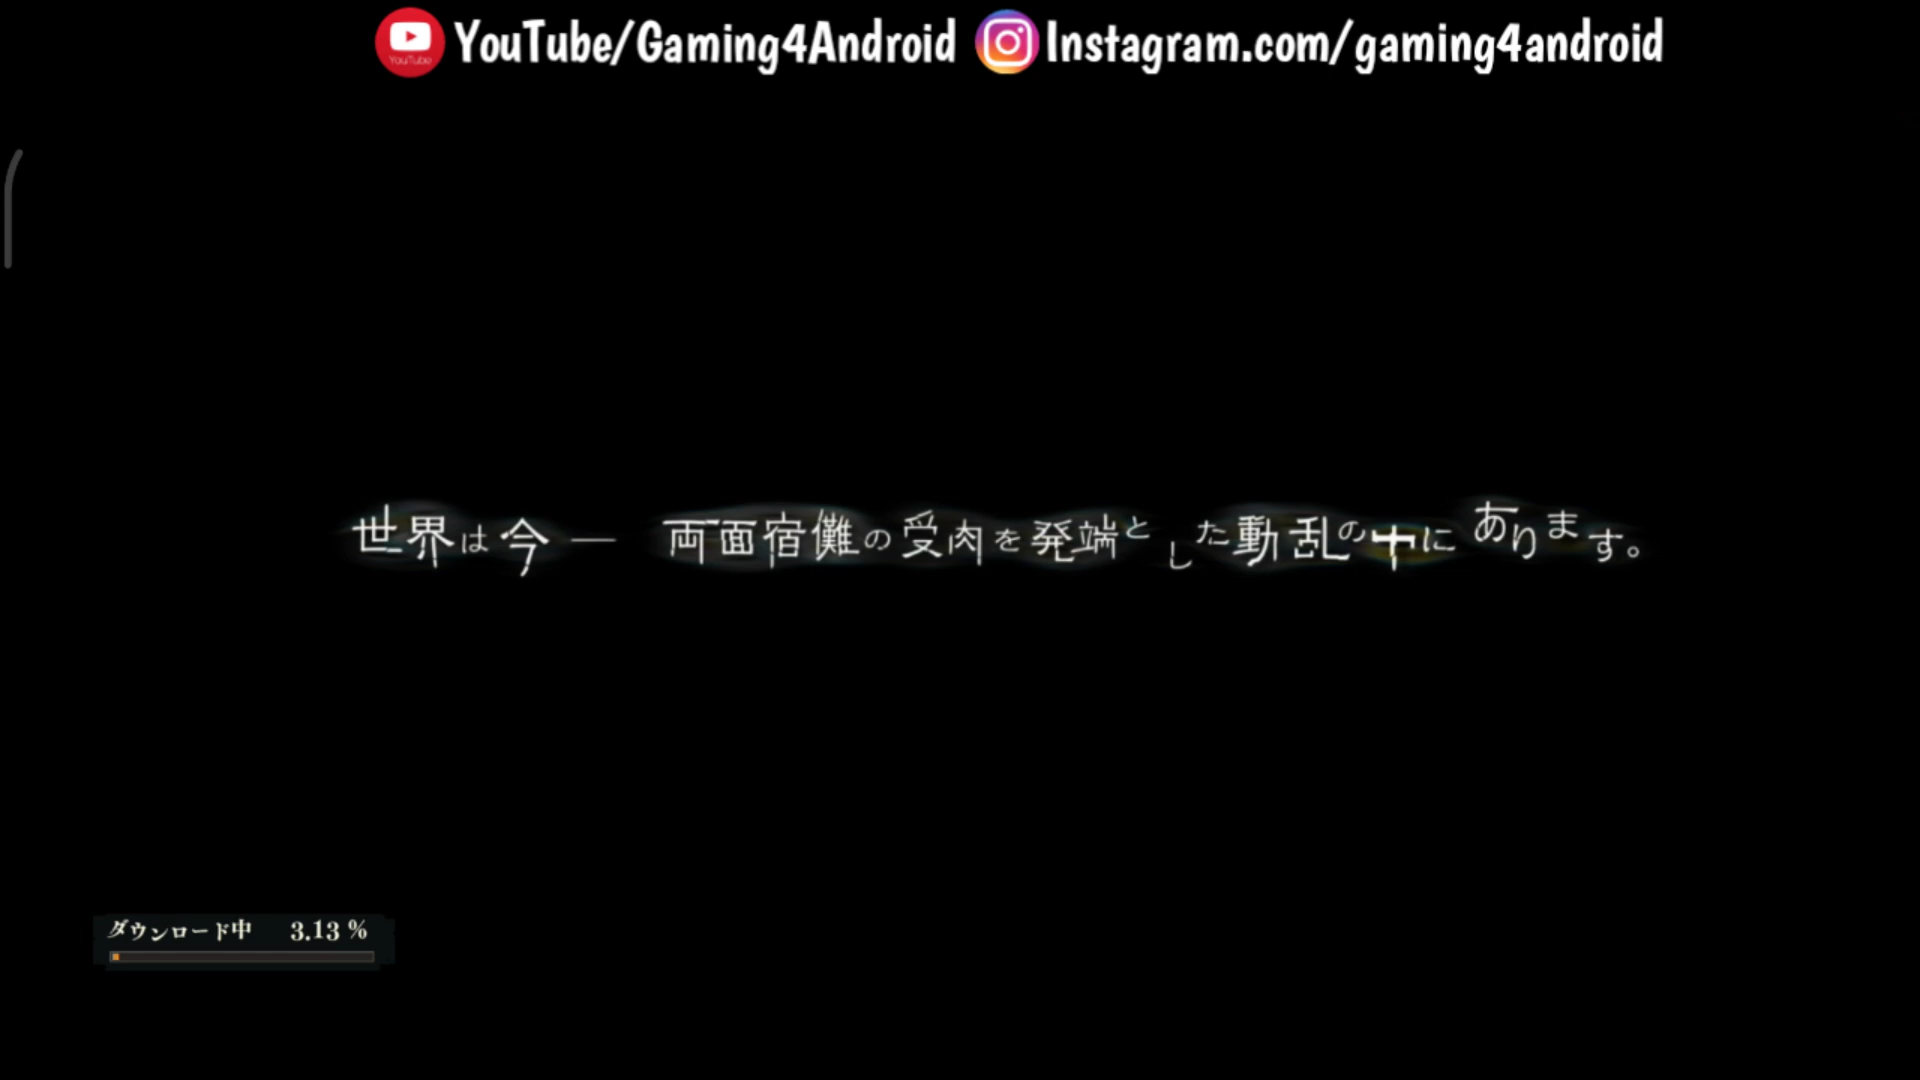 YouTube/Gaming4Android Instagram.com/gaming4android
YouTube
世界は今― 両面宿儺の受肉を発端とした動乱の中にあります。
ダウンロード中 3.13 %